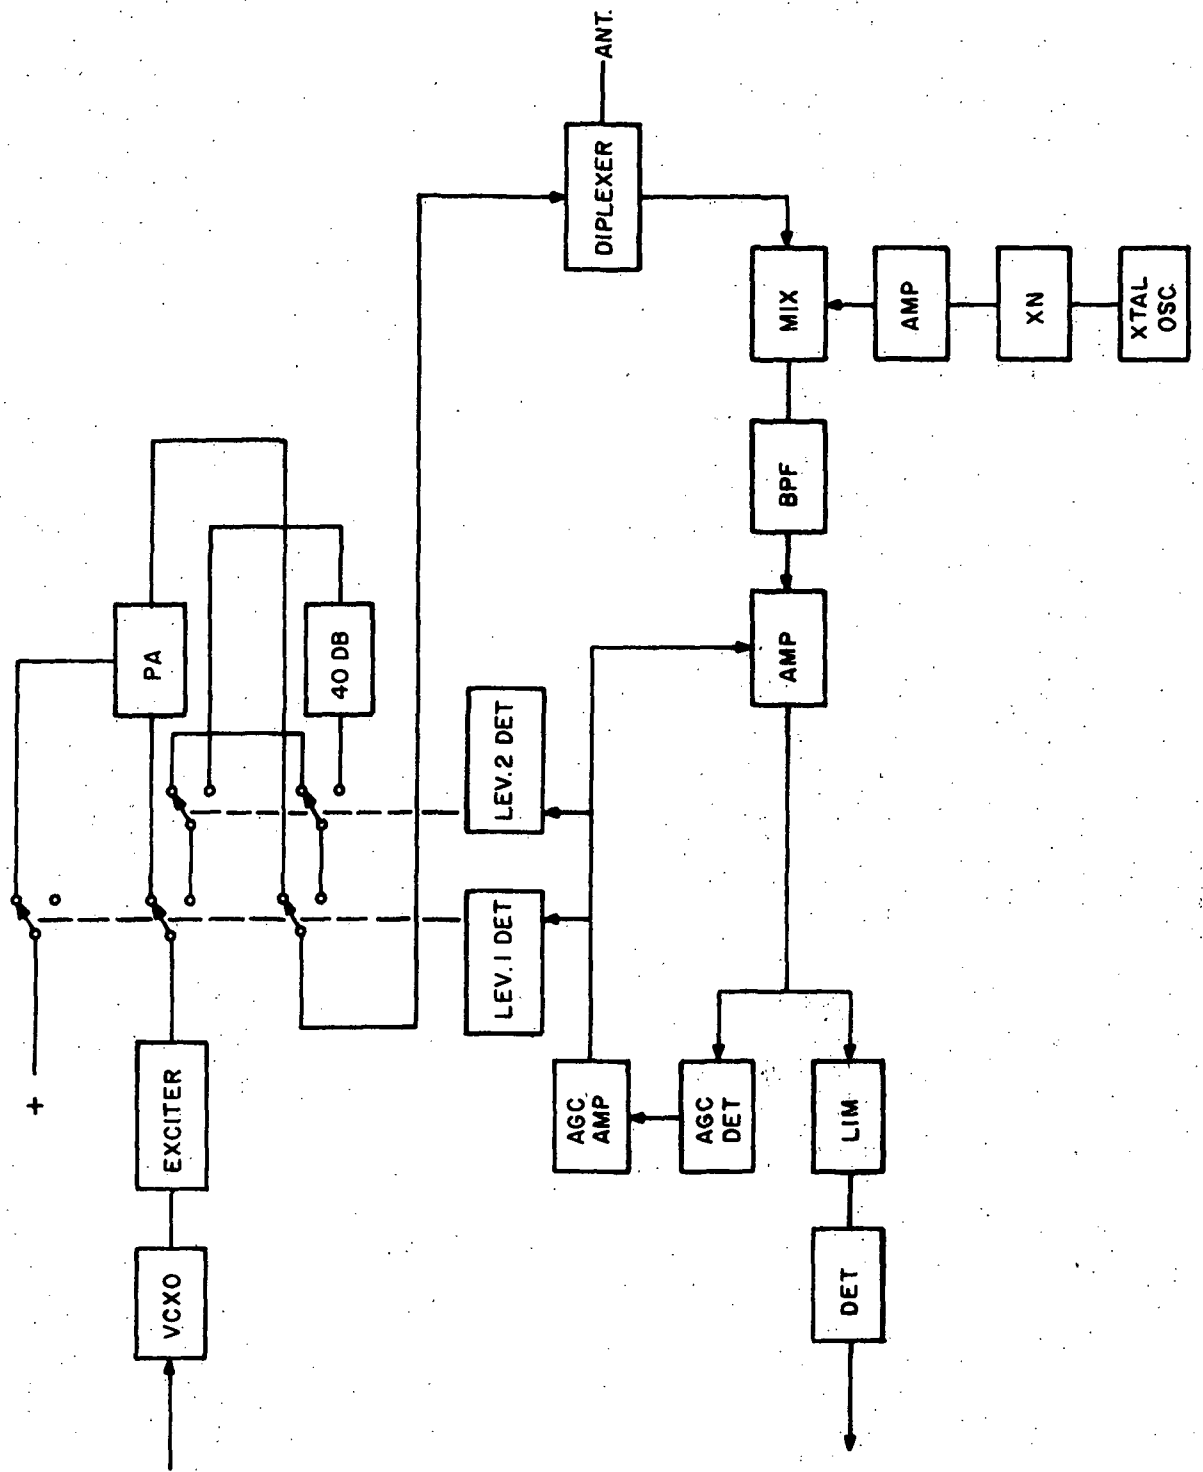 +
VCXO
EXCITER
PA
40 DB
LEV. 1 DET
LEV. 2 DET
DIPLEXER
ANT.
AGC
AMP
AGC
DET
AMP
BPF
MIX
DET
LIM
AMP
XN
XTAL
OSC.